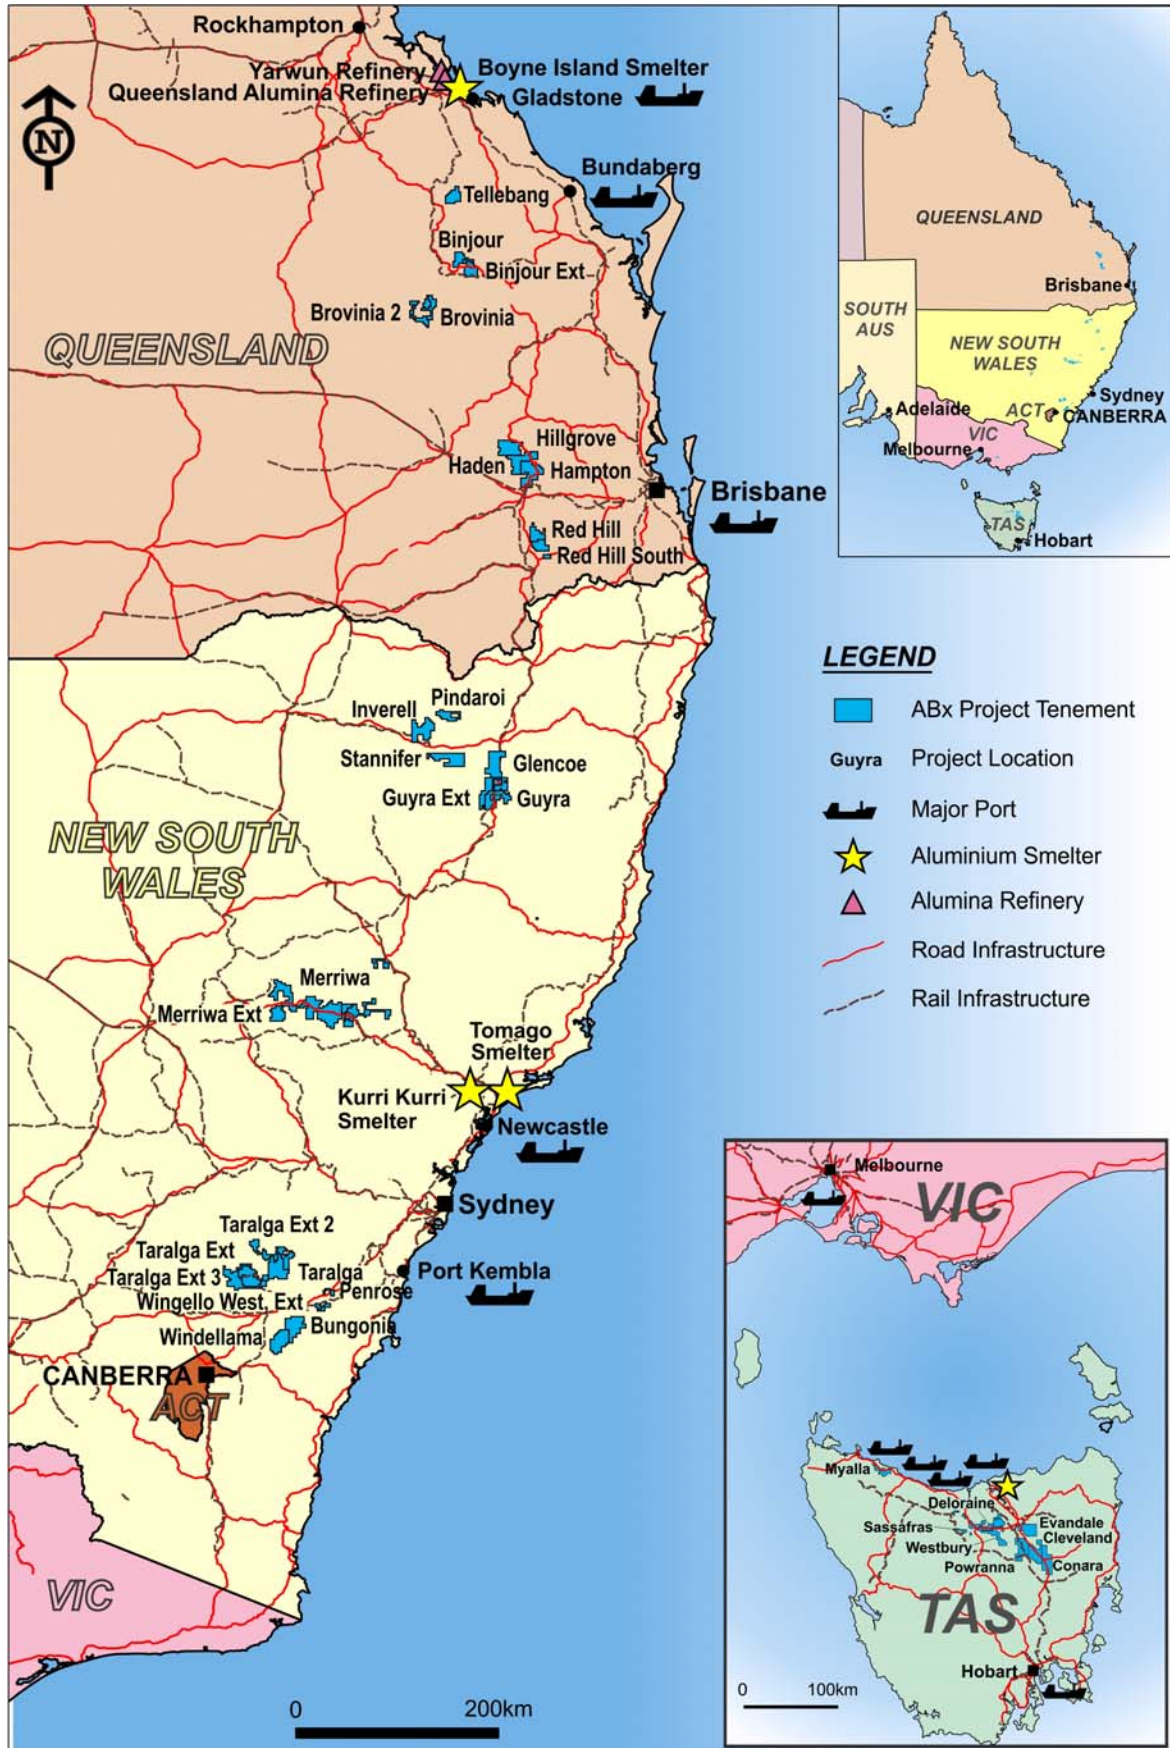 Rockhampton
Yarwun Refinery
Queensland Alumina Refinery
Boyne Island Smelter
Gladstone
N
Bundaberg
Tellebang
Binjour
Binjour Ext
Brovinia 2
Brovinia
QUEENSLAND
Hillgrove
Haden
Hampton
Brisbane
Red Hill
Red Hill South
Pindaroi
Inverell
Stannifer
Glencoe
Guyra Ext
Guyra
NEW SOUTH
WALES
Merriwa
Merriwa Ext
Tomago
Smelter
Kurri Kurri
Smelter
Newcastle
Sydney
Taralga Ext 2
Taralga Ext
Taralga Ext 3
Taralga
Port Kembla
Penrose
Wingello West, Ext
Bungonia
Windellama
CANBERRA
ACT
VIC
0
200km
QUEENSLAND
Brisbane
SOUTH
AUS
NEW SOUTH
WALES
Sydney
ACT
CANBERRA
Adelaide
VIC
Melbourne
TAS
Hobart
LEGEND
ABx Project Tenement
Guyra
Project Location
Major Port
Aluminium Smelter
Alumina Refinery
Road Infrastructure
Rail Infrastructure
Melbourne
VIC
Myalla
Deloraine
Sassafras
Evandale
Cleveland
Westbury
Powranna
Conara
TAS
Hobart
0
100km